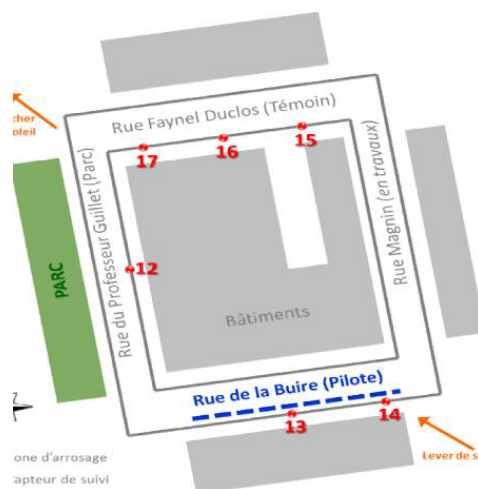 cher
oleil
Rue Faynel Duclos (Témoin)
15
16
17
Rue du Professeur Guillet (Parc)
Rue Magnin (en travaux)
PARC
12
Bâtiments
Rue de la Buire (Pilote)
13
14
Lever de s
one d'arrosage
Capteur de suivi